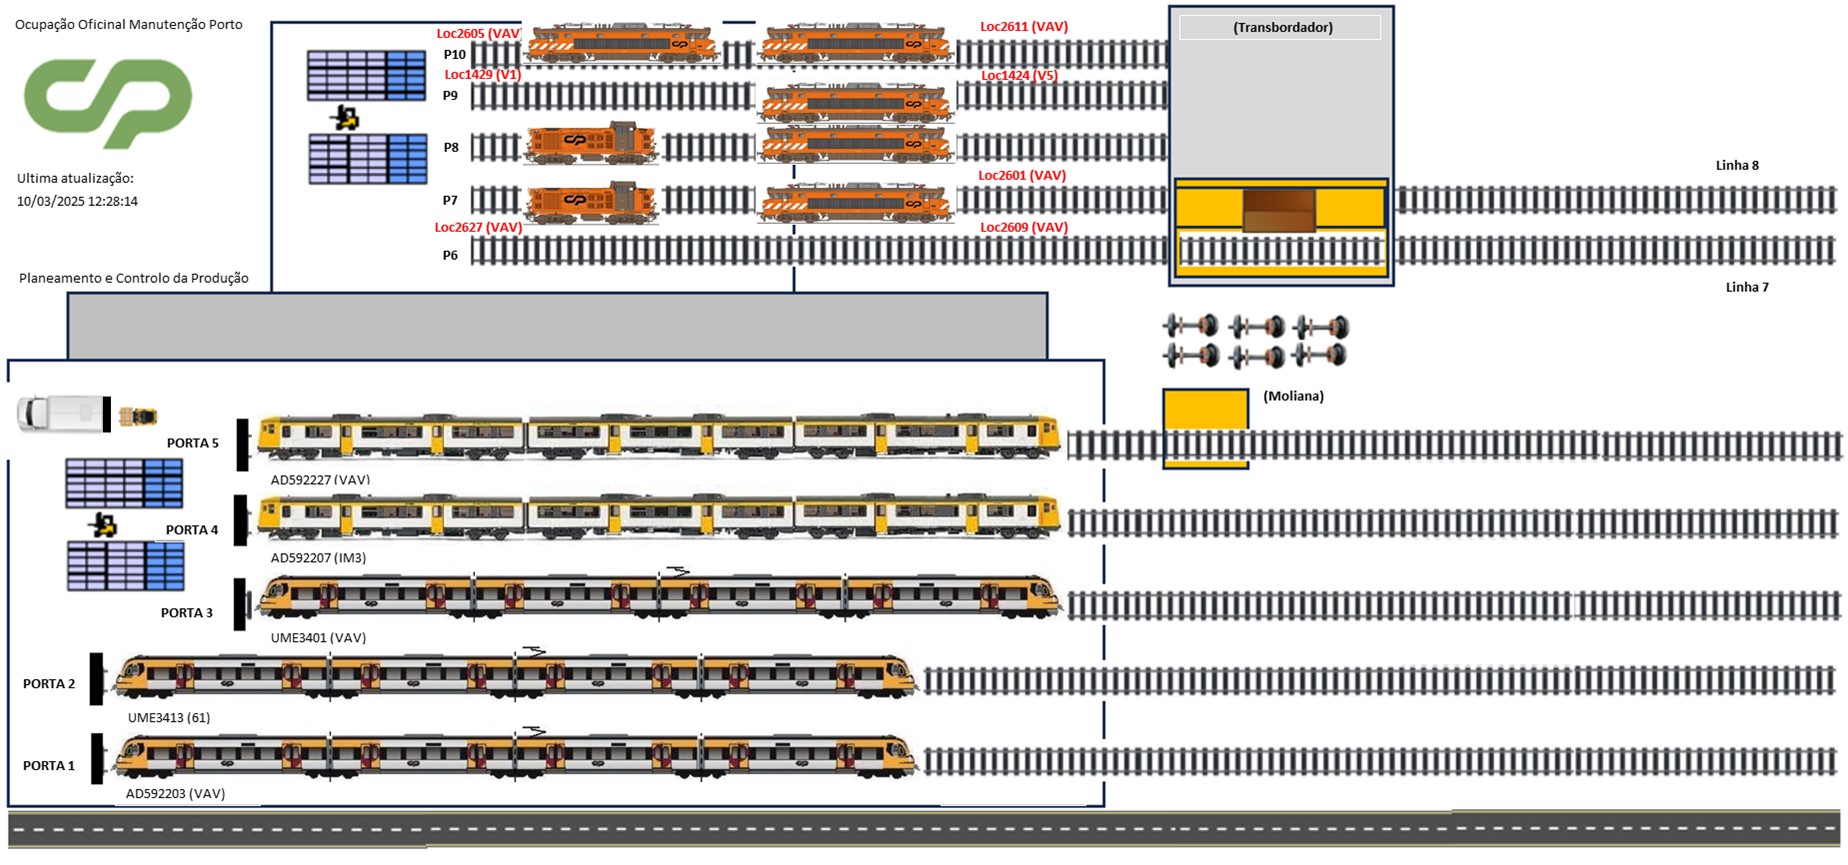 Ocupação Oficinal Manutenção Porto
CP
Ultima atualização:
10/03/2025 12:28:14
Planeamento e Controlo da Produção
Loc2605 (VAV)
Loc2611 (VAV)
P10
Loc1429 (V1)
Loc1424 (V5)
P9
P8
Loc2601 (VAV)
P7
Loc2627 (VAV)
Loc2609 (VAV)
P6
(Transbordador)
Linha 8
Linha 7
(Moliana)
PORTA 5
AD592227 (VAV)
PORTA 4
AD592207 (IM3)
PORTA 3
UME3401 (VAV)
PORTA 2
UME3413 (61)
PORTA 1
AD592203 (VAV)